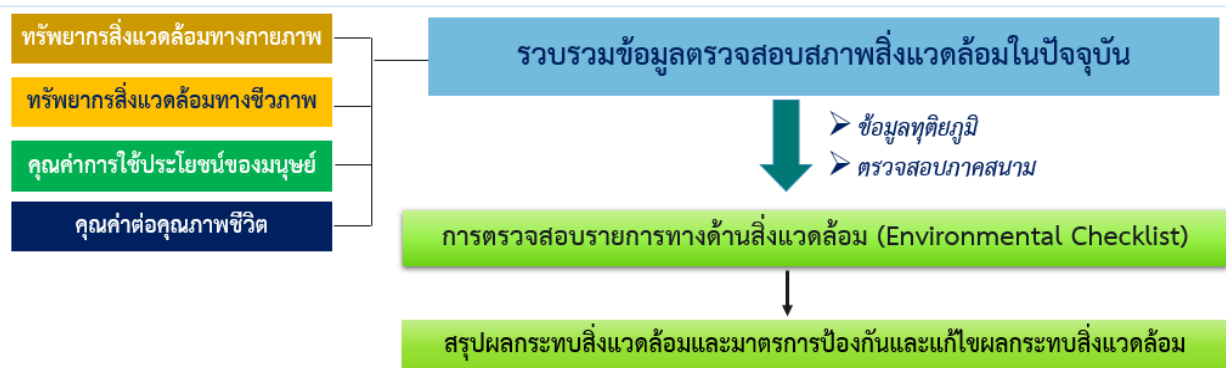 ทรัพยากรสิ่งแวดล้อมทางกายภาพ
ทรัพยากรสิ่งแวดล้อมทางชีวภาพ
คุณค่าการใช้ประโยชน์ของมนุษย์
คุณค่าต่อคุณภาพชีวิต
รวบรวมข้อมูลตรวจสอบสภาพสิ่งแวดล้อมในปัจจุบัน
➢ ข้อมูลทุติยภูมิ
➢ ตรวจสอบภาคสนาม
การตรวจสอบรายการทางด้านสิ่งแวดล้อม (Environmental Checklist)
สรุปผลกระทบสิ่งแวดล้อมและมาตรการป้องกันและแก้ไขผลกระทบสิ่งแวดล้อม